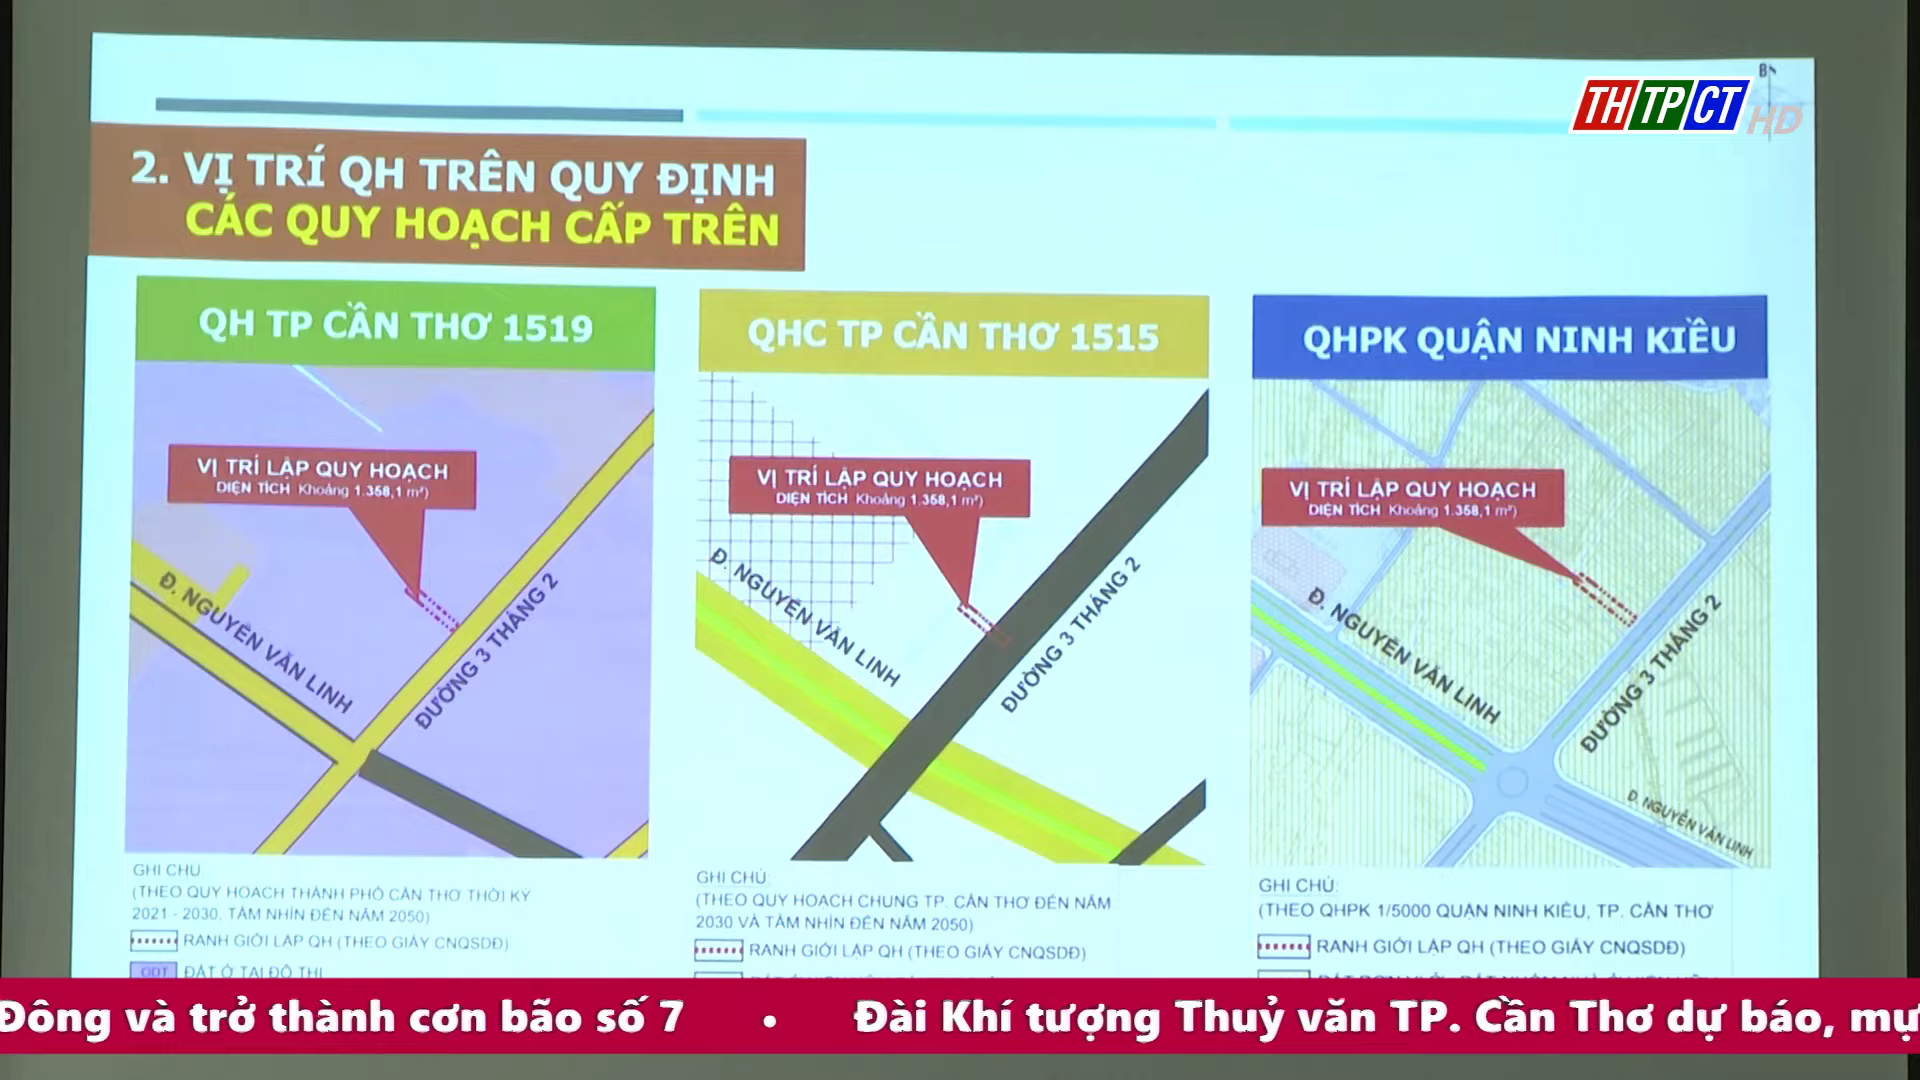 B
THTPCT HD
2. VỊ TRÍ QH TRÊN QUY ĐỊNH
CÁC QUY HOẠCH CẤP TRÊN
QH TP CẦN THƠ 1519
VỊ TRÍ LẬP QUY HOẠCH
DIỆN TÍCH Khoảng 1.358,1 m²)
Đ. NGUYỄN VĂN LINH
ĐƯỜNG 3 THÁNG 2
GHI CHÚ
(THEO QUY HOẠCH THÀNH PHỐ CẦN THƠ THỜI KỲ
2021 - 2030, TẦM NHÌN ĐẾN NĂM 2050)
RANH GIỚI LẬP QH (THEO GIẤY CNQSDĐ)
ODT ĐẤT Ở TẠI ĐÔ THỊ
QHC TP CẦN THƠ 1515
VỊ TRÍ LẬP QUY HOẠCH
DIỆN TÍCH Khoảng 1.358,1 m²)
Đ. NGUYỄN VĂN LINH
ĐƯỜNG 3 THÁNG 2
GHI CHÚ:
(THEO QUY HOẠCH CHUNG TP. CẦN THƠ ĐẾN NĂM
2030 VÀ TẦM NHÌN ĐẾN NĂM 2050)
RANH GIỚI LẬP QH (THEO GIẤY CNQSDĐ)
QHPK QUẬN NINH KIỀU
VỊ TRÍ LẬP QUY HOẠCH
DIỆN TÍCH Khoảng 1.358,1 m²)
Đ. NGUYỄN VĂN LINH
ĐƯỜNG 3 THÁNG 2
Đ. NGUYỄN VĂN LINH
GHI CHÚ:
(THEO QHPK 1/5000 QUẬN NINH KIỀU, TP. CẦN THƠ
RANH GIỚI LẬP QH (THEO GIẤY CNQSDĐ)
Đông và trở thành cơn bão số 7 • Đài Khí tượng Thuỷ văn TP. Cần Thơ dự báo, mự